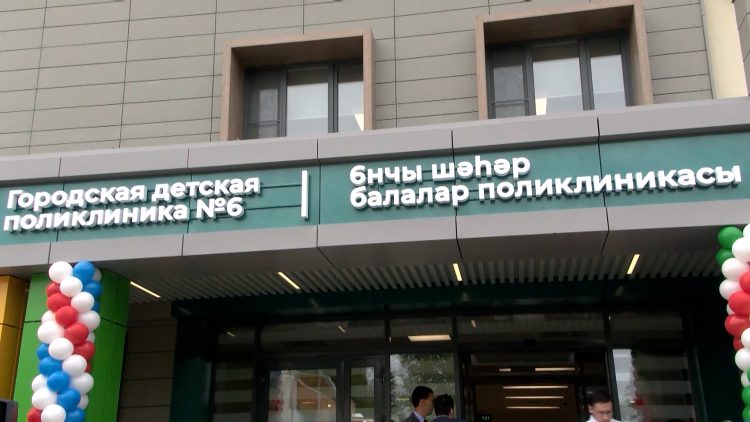 Городская детская
поликлиника №6
6нчы шәһәр
балалар поликлиникасы